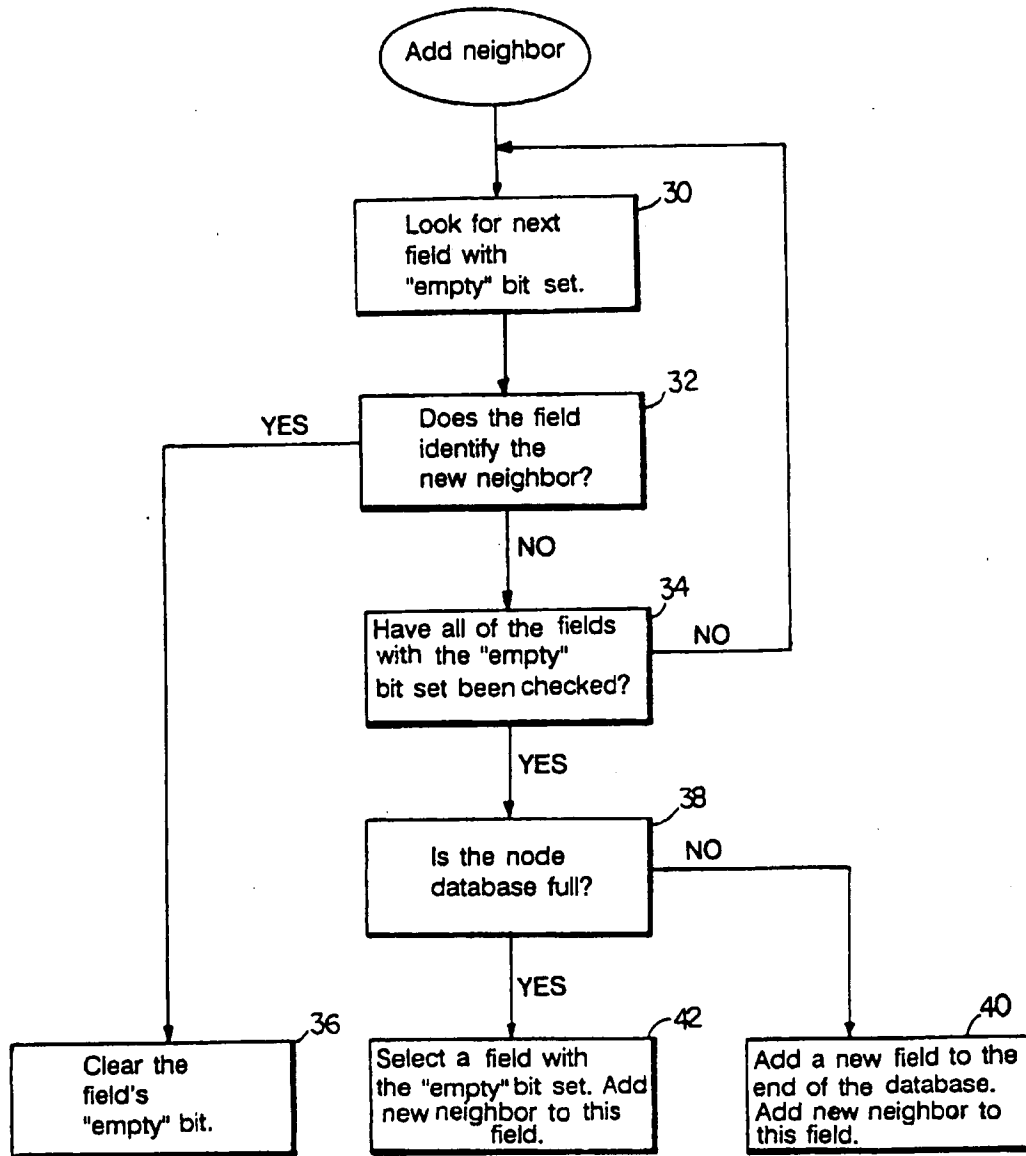 Add neighbor
30
Look for next
field with
"empty" bit set.
32
YES
Does the field
identify the
new neighbor?
NO
34
Have all of the fields
with the "empty"
bit set been checked?
NO
YES
38
Is the node
database full?
NO
YES
36
Clear the
field's
"empty" bit.
42
Select a field with
the "empty" bit set. Add
new neighbor to this
field.
40
Add a new field to the
end of the database.
Add new neighbor to
this field.